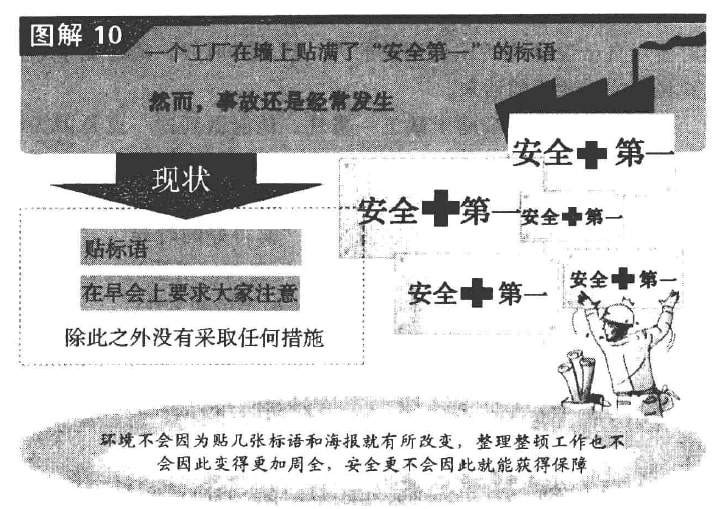 图解 10
一个工厂在墙上贴满了“安全第一”的标语
然而，事故还是经常发生
安全✚第一
现状
安全✚第一
安全✚第一
贴标语
在早会上要求大家注意
安全✚第一
安全✚第一
除此之外没有采取任何措施
环境不会因为贴几张标语和海报就有所改变，整理整顿工作也不
会因此变得更加周全，安全更不会因此就能获得保障